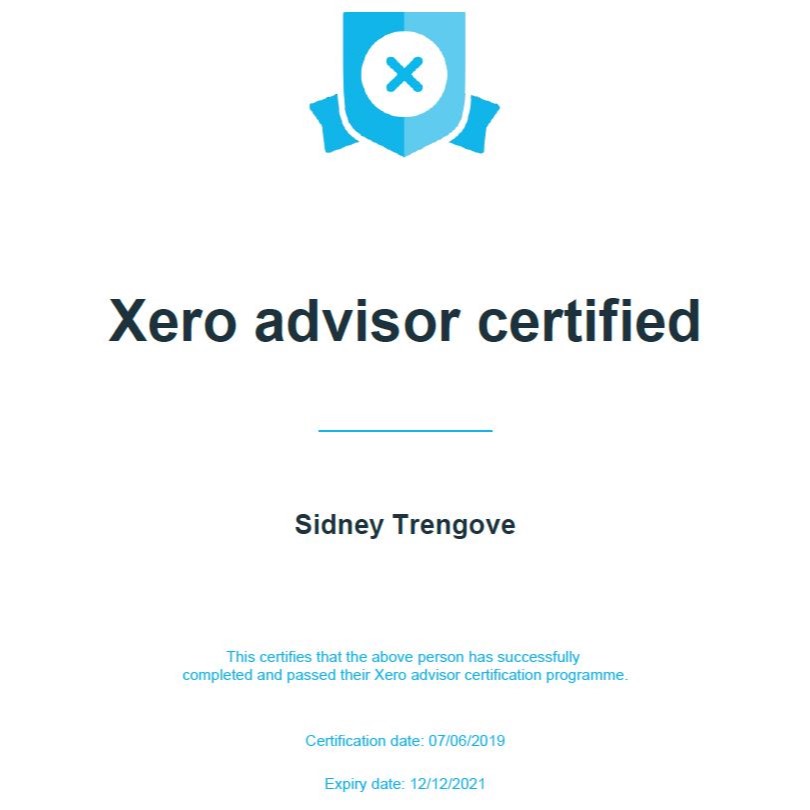 Xero advisor certified
Sidney Trengove
This certifies that the above person has successfully
completed and passed their Xero advisor certification programme.
Certification date: 07/06/2019
Expiry date: 12/12/2021